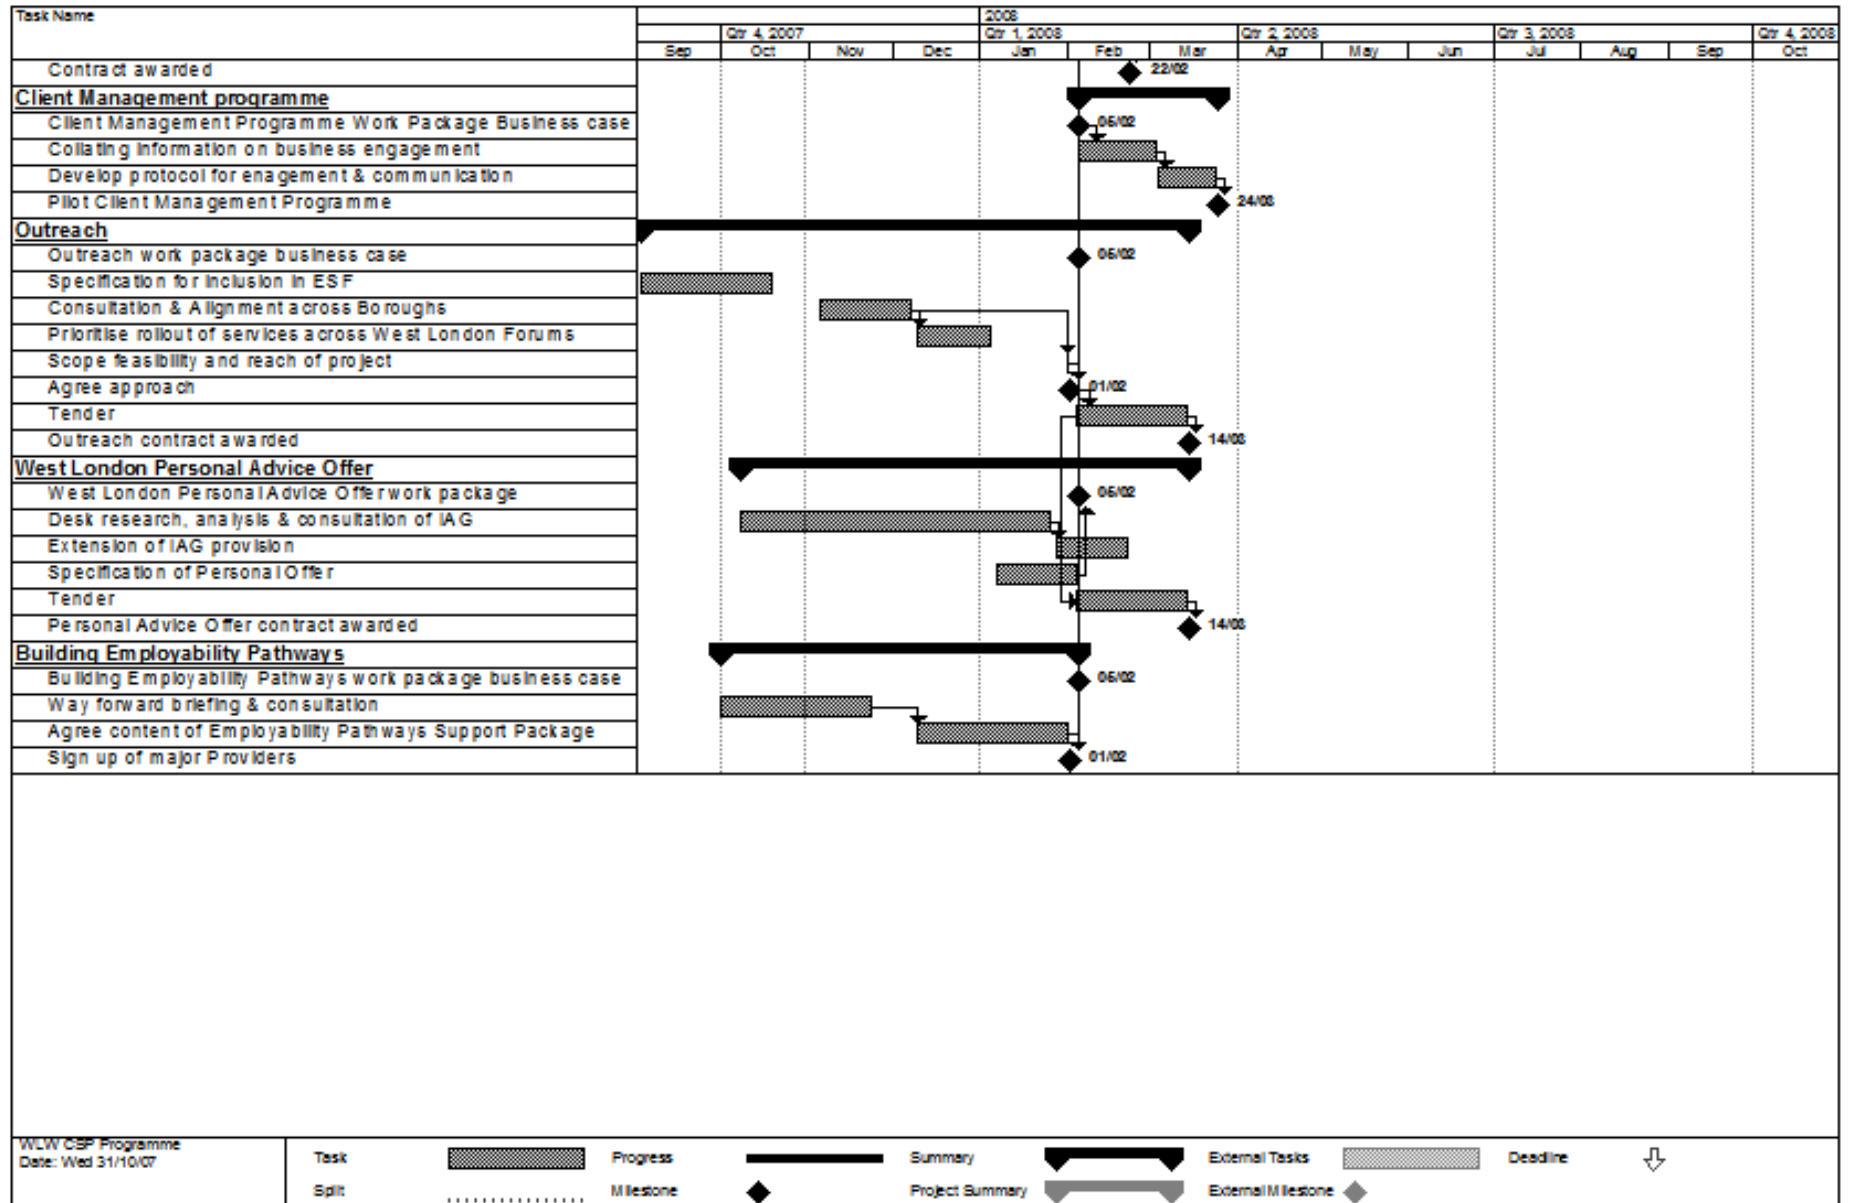 Task Name
2008
Qtr 4, 2007 Qtr 1, 2008 Qtr 2, 2008 Qtr 3, 2008 Qtr 4, 2008
Sep Oct Nov Dec Jan Feb Mar Apr May Jun Jul Aug Sep Oct
Contract awarded 22/02
Client Management programme
Client Management Programme Work Package Business case 05/02
Collating information on business engagement
Develop protocol for enagement & communication
Pilot Client Management Programme 24/03
Outreach
Outreach work package business case 05/02
Specification for inclusion in ESF
Consultation & Alignment across Boroughs
Prioritise rollout of services across West London Forums
Scope feasibility and reach of project
Agree approach 01/02
Tender
Outreach contract awarded 14/03
West London Personal Advice Offer
West London Personal Advice Offer work package 05/02
Desk research, analysis & consultation of IAG
Extension of IAG provision
Specification of Personal Offer
Tender
Personal Advice Offer contract awarded 14/03
Building Employability Pathways
Building Employability Pathways work package business case 05/02
Way forward briefing & consultation
Agree content of Employability Pathways Support Package
Sign up of major Providers 01/02
WLW CSP Programme
Date: Wed 31/10/07
Task Progress Summary External Tasks Deadline
Split Milestone Project Summary External Milestone